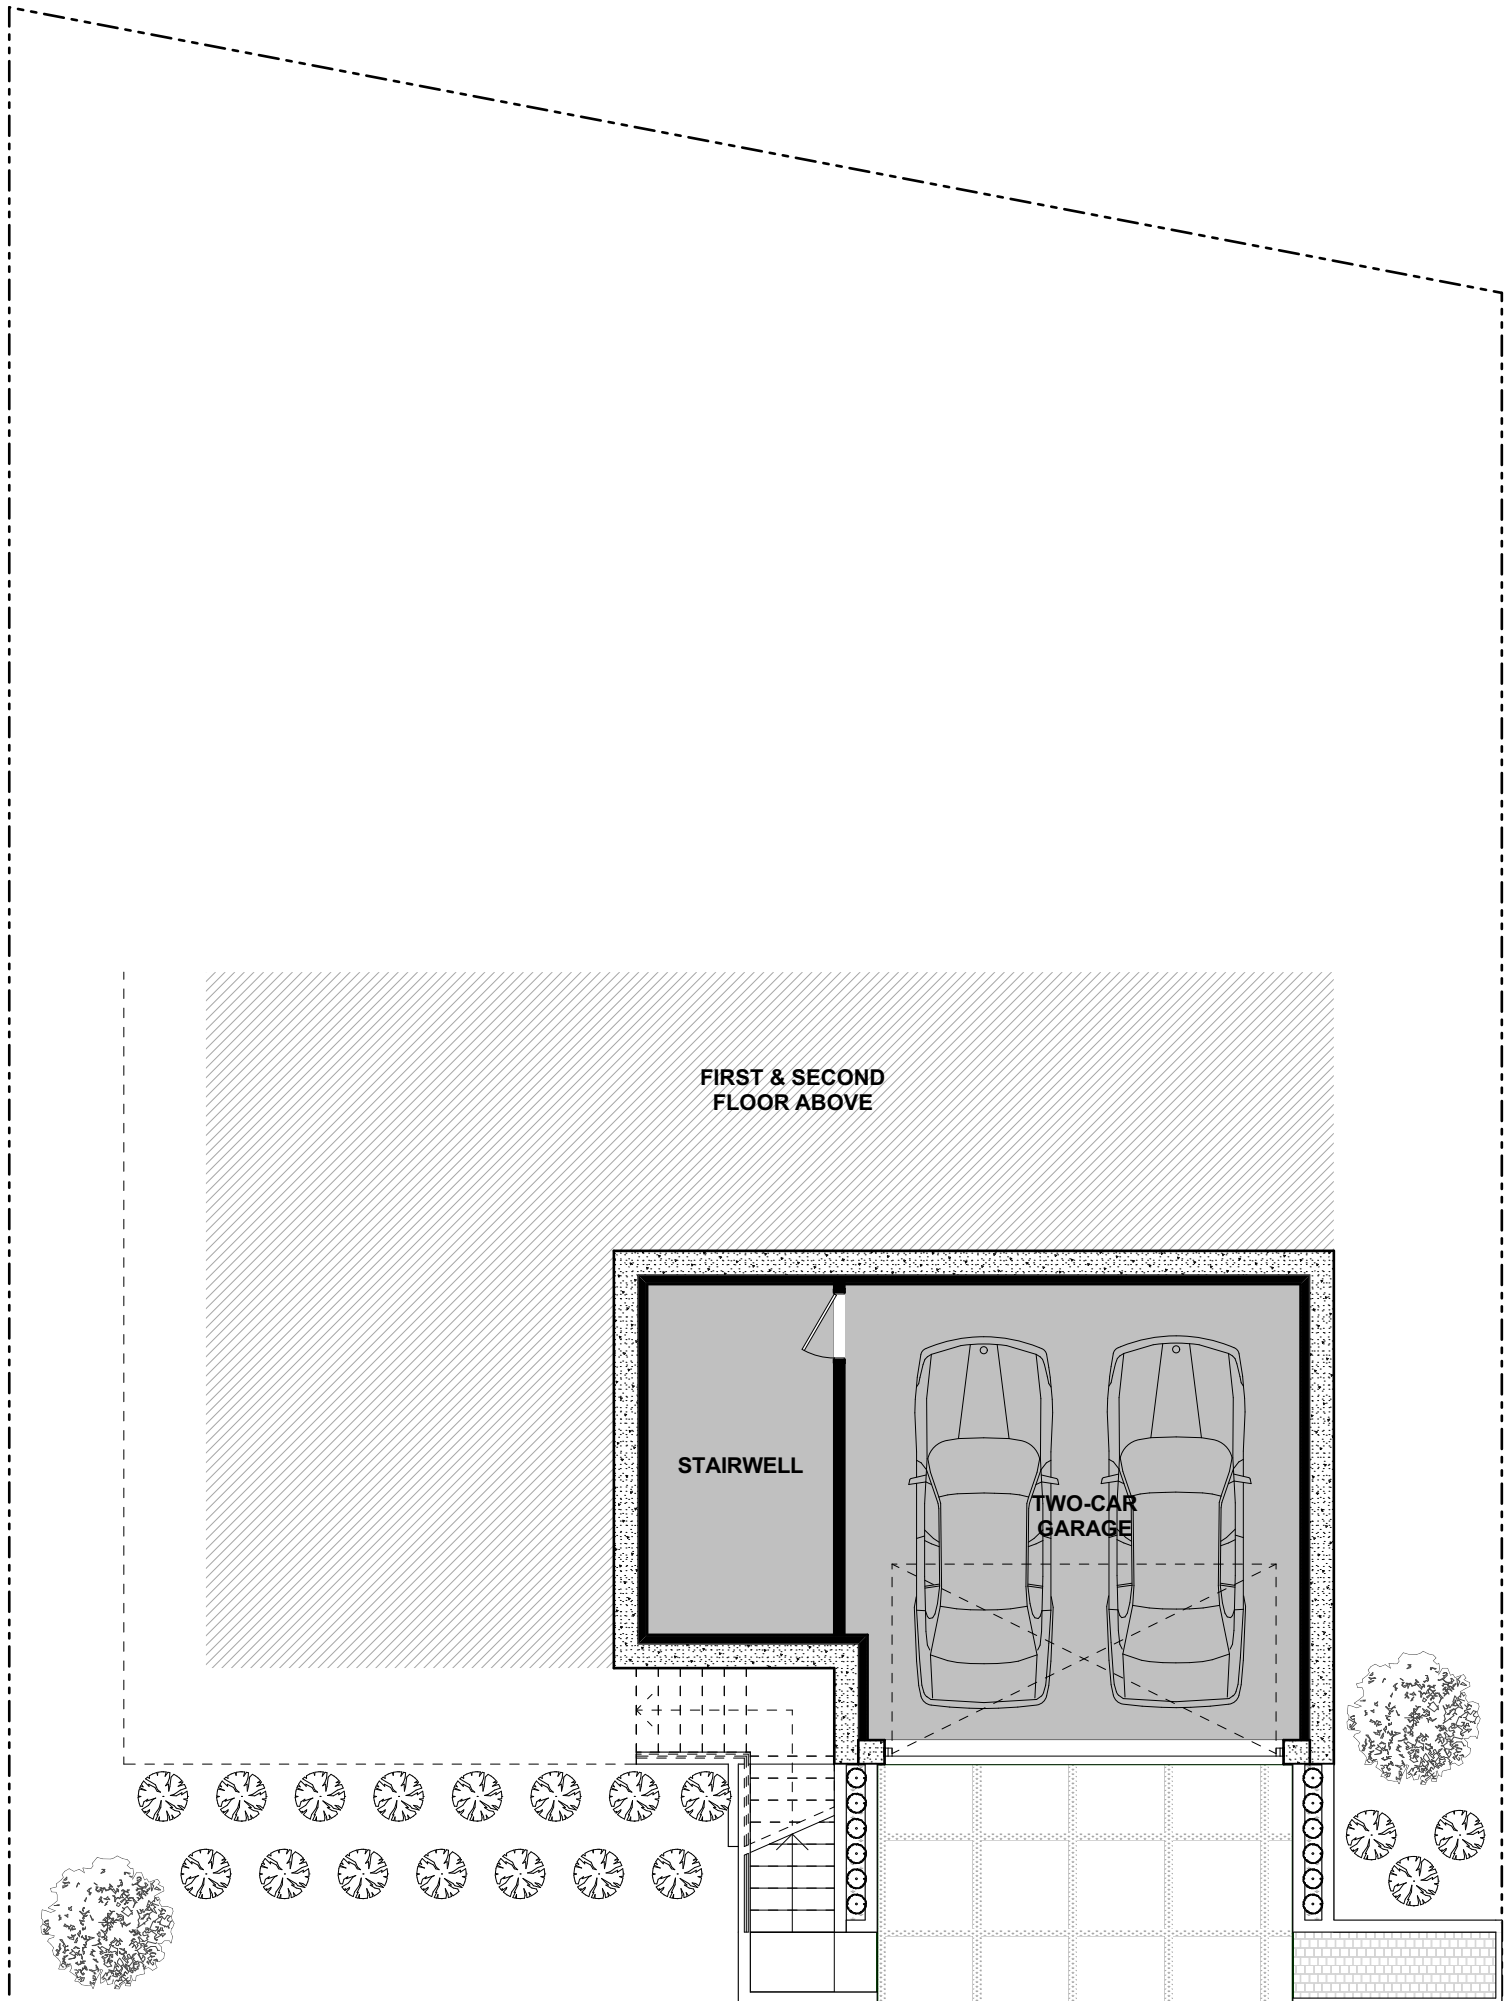 FIRST & SECOND
FLOOR ABOVE
STAIRWELL
TWO-CAR
GARAGE